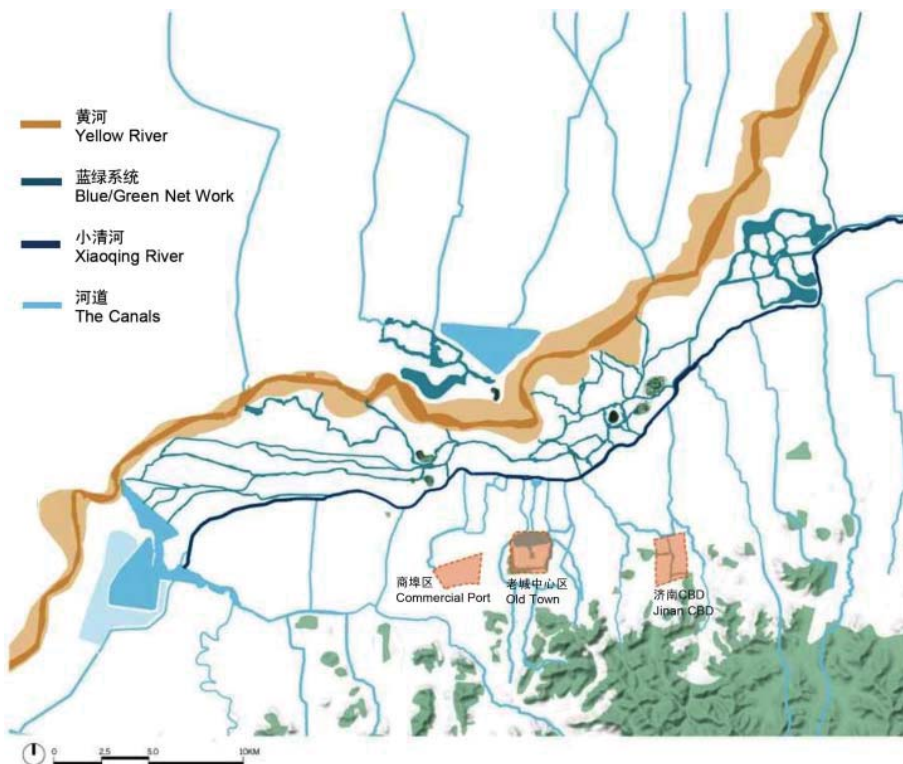 黄河
Yellow River
蓝绿系统
Blue/Green Net Work
小清河
Xiaoqing River
河道
The Canals
商埠区
Commercial Port
老城中心区
Old Town
济南CBD
Jinan CBD
0 2.5 5.0 10KM